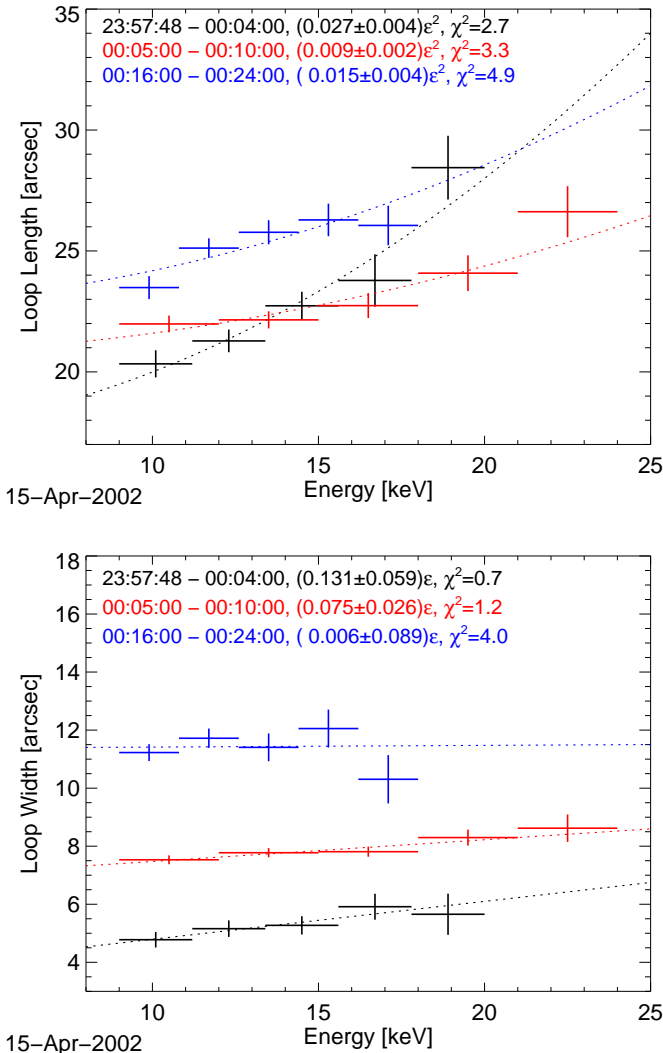 35
30
25
20
Loop Length [arcsec]
23:57:48 − 00:04:00, (0.027±0.004)ε², χ²=2.7
00:05:00 − 00:10:00, (0.009±0.002)ε², χ²=3.3
00:16:00 − 00:24:00, ( 0.015±0.004)ε², χ²=4.9
10 15 20 25
Energy [keV]
15−Apr−2002
18
16
14
12
10
8
6
4
Loop Width [arcsec]
23:57:48 − 00:04:00, (0.131±0.059)ε, χ²=0.7
00:05:00 − 00:10:00, (0.075±0.026)ε, χ²=1.2
00:16:00 − 00:24:00, ( 0.006±0.089)ε, χ²=4.0
10 15 20 25
Energy [keV]
15−Apr−2002